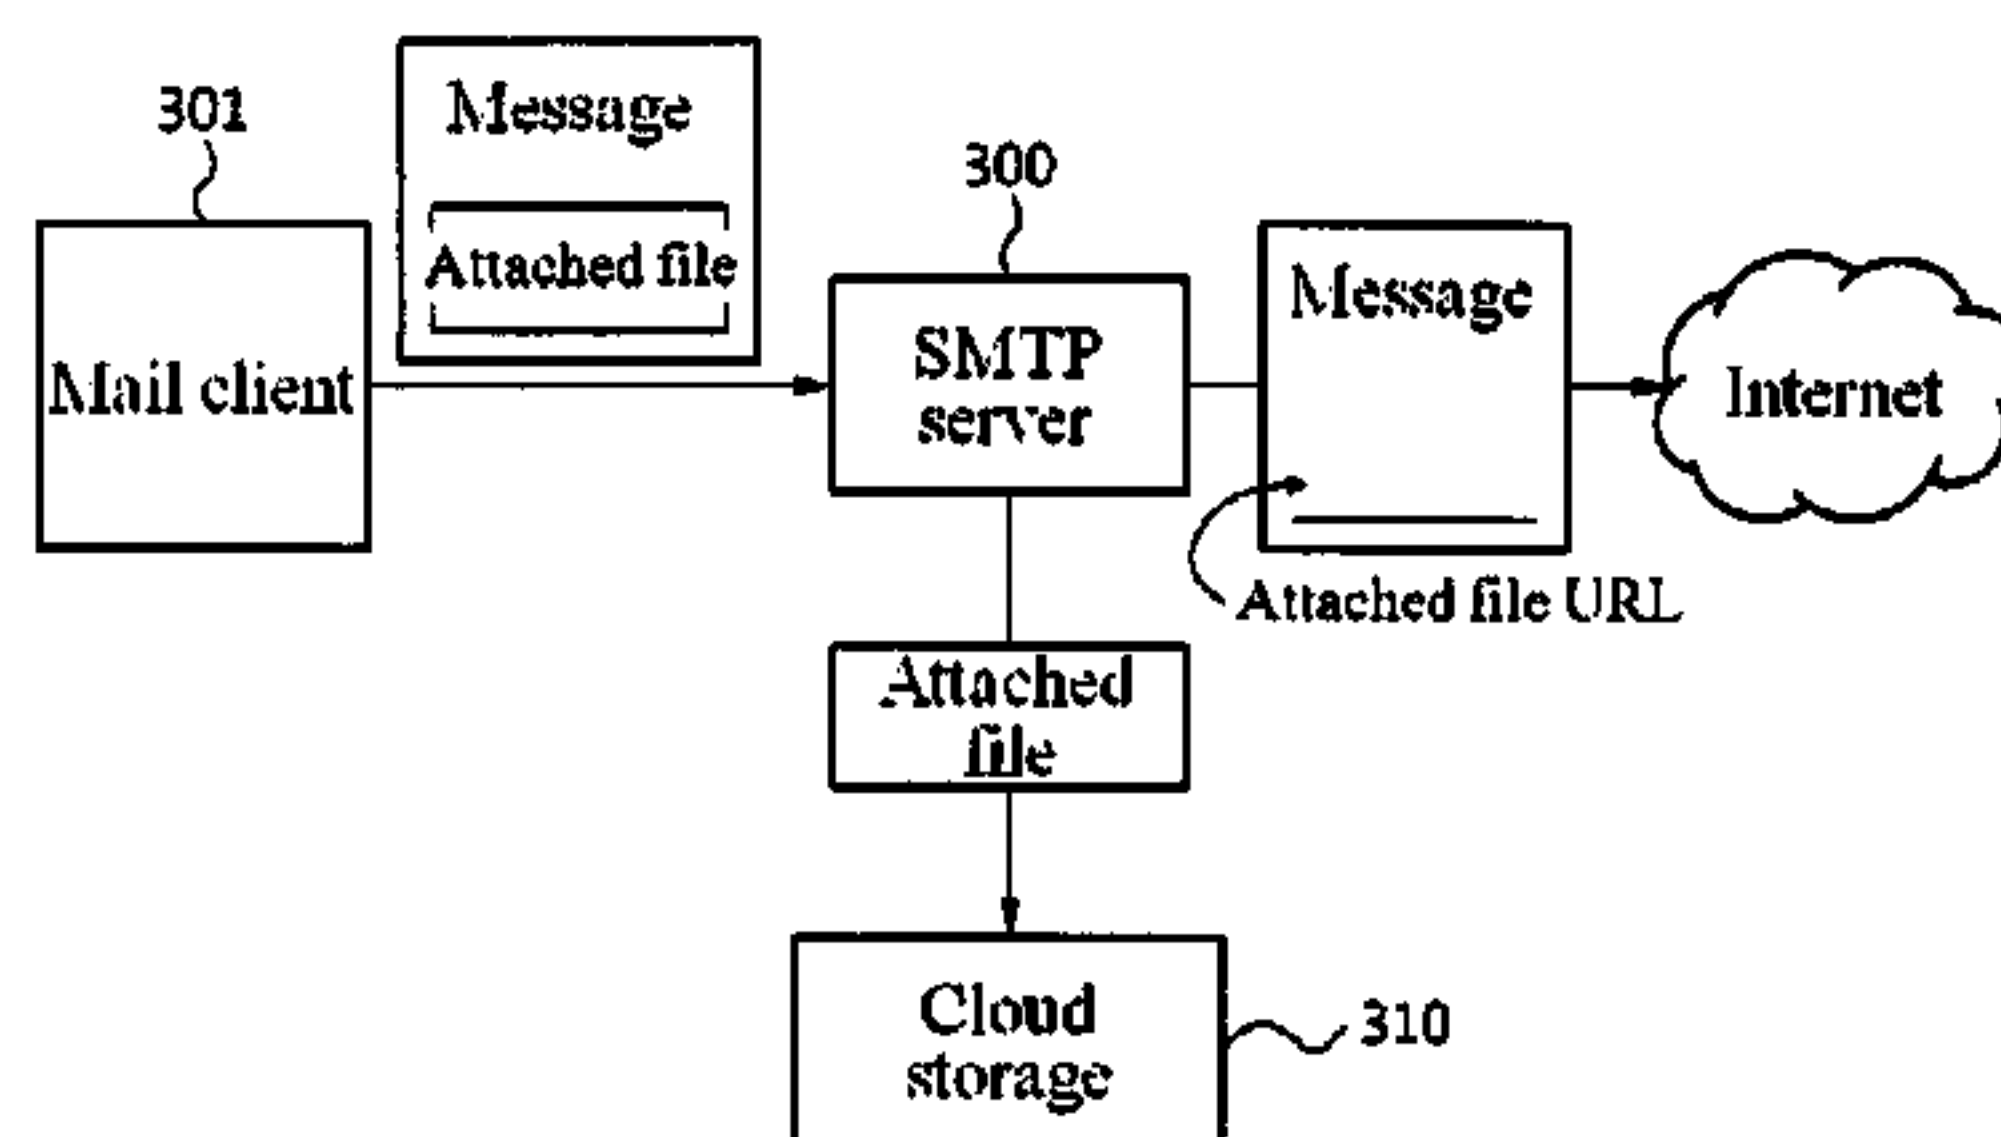 301
Message
Attached file
300
Mail client
SMTP
server
Message
Internet
Attached file URL
Attached
file
Cloud
storage
310